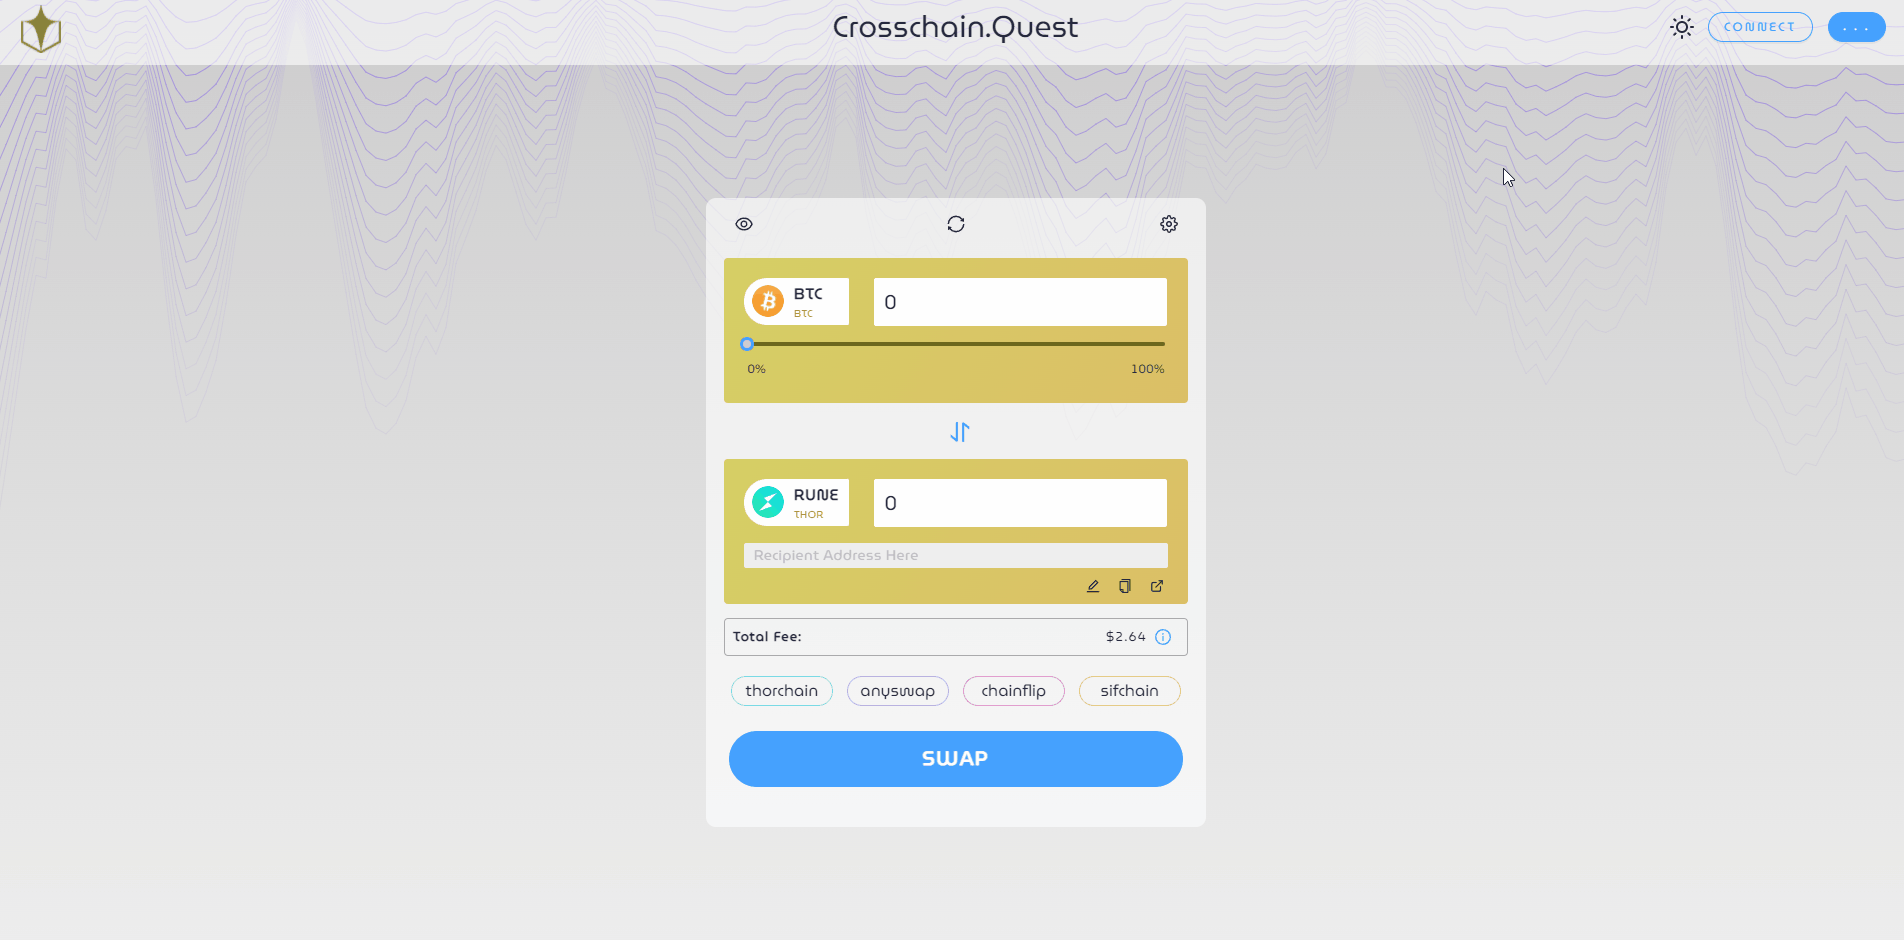 Crosschain.Quest
CONNECT
...
BTC
BTC
0
0%
100%
RUNE
THOR
0
Recipient Address Here
Total Fee:
$2.64
thorchain
anyswap
chainflip
sifchain
SWAP